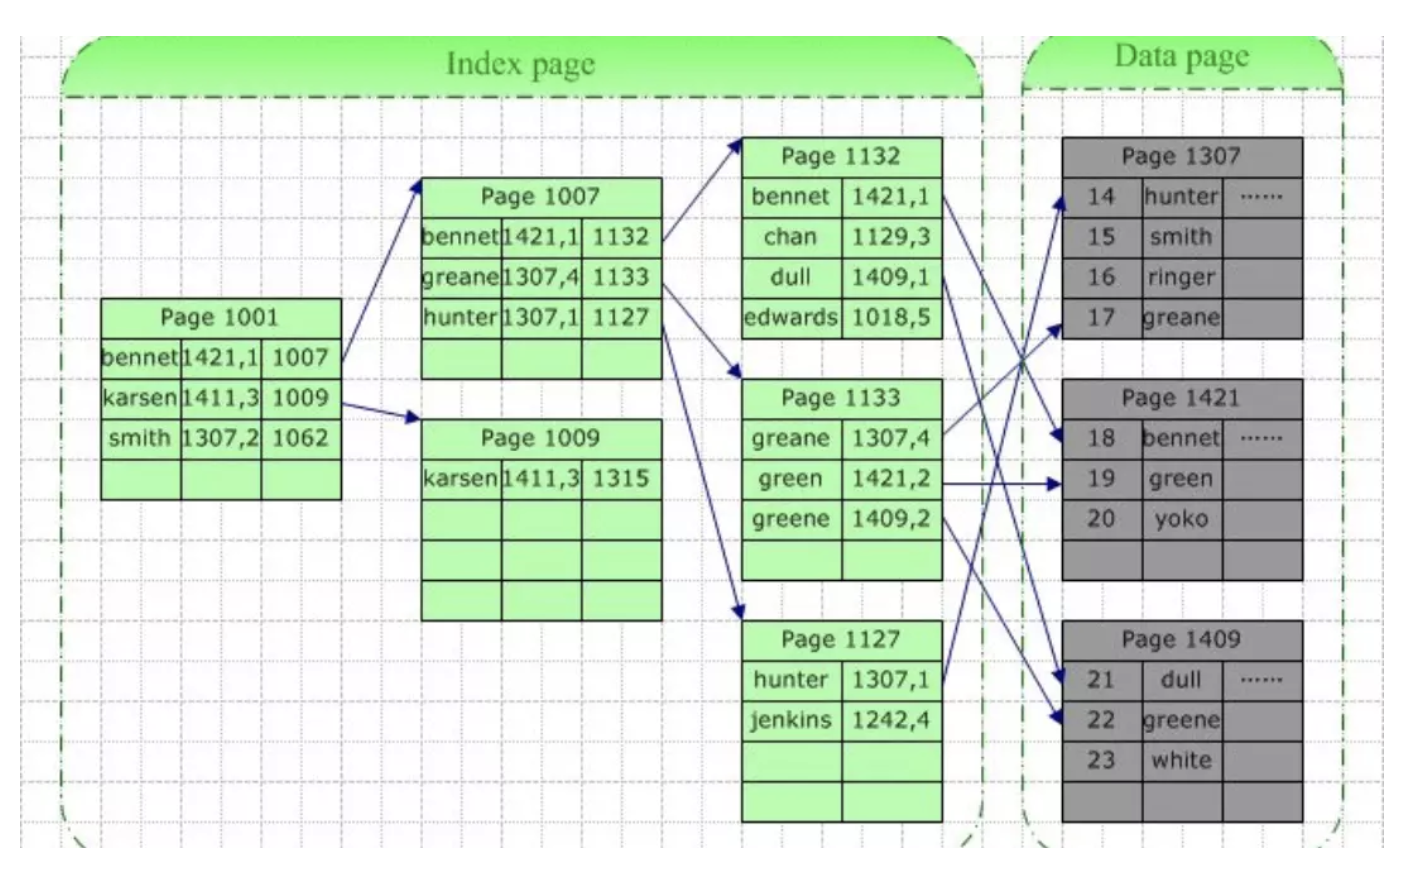 Index page
Data page
Page 1001
bennet 1421,1 1007
karsen 1411,3 1009
smith 1307,2 1062
Page 1007
bennet 1421,1 1132
greane 1307,4 1133
hunter 1307,1 1127
Page 1009
karsen 1411,3 1315
Page 1132
bennet 1421,1
chan 1129,3
dull 1409,1
edwards 1018,5
Page 1133
greane 1307,4
green 1421,2
greene 1409,2
Page 1127
hunter 1307,1
jenkins 1242,4
Page 1307
14 hunter ......
15 smith
16 ringer
17 greane
Page 1421
18 bennet ......
19 green
20 yoko
Page 1409
21 dull ......
22 greene
23 white